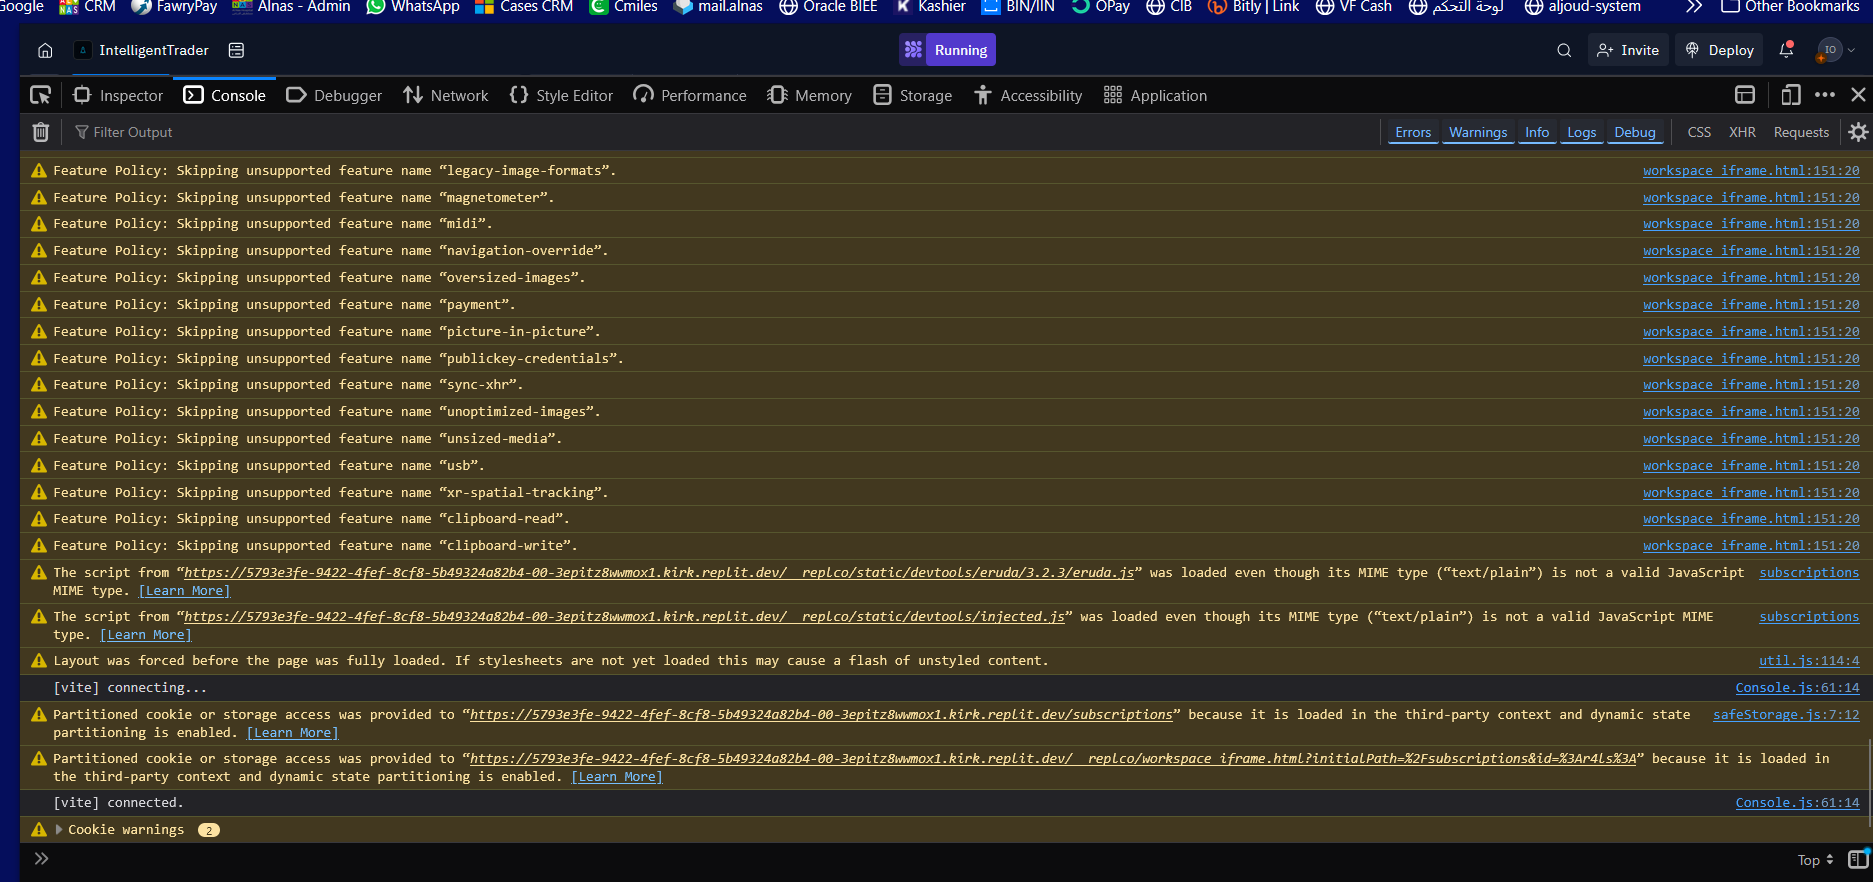 Google CRM FawryPay Alnas - Admin WhatsApp Cases CRM Cmiles mail.alnas Oracle BIEE Kashier BIN/IIN OPay CIB Bitly | Link VF Cash لوحة التحكم aljoud-system Other Bookmarks
IntelligentTrader Running Invite Deploy IO
Inspector Console Debugger Network Style Editor Performance Memory Storage Accessibility Application
Filter Output Errors Warnings Info Logs Debug CSS XHR Requests
Feature Policy: Skipping unsupported feature name “legacy-image-formats”. workspace_iframe.html:151:20
Feature Policy: Skipping unsupported feature name “magnetometer”. workspace_iframe.html:151:20
Feature Policy: Skipping unsupported feature name “midi”. workspace_iframe.html:151:20
Feature Policy: Skipping unsupported feature name “navigation-override”. workspace_iframe.html:151:20
Feature Policy: Skipping unsupported feature name “oversized-images”. workspace_iframe.html:151:20
Feature Policy: Skipping unsupported feature name “payment”. workspace_iframe.html:151:20
Feature Policy: Skipping unsupported feature name “picture-in-picture”. workspace_iframe.html:151:20
Feature Policy: Skipping unsupported feature name “publickey-credentials”. workspace_iframe.html:151:20
Feature Policy: Skipping unsupported feature name “sync-xhr”. workspace_iframe.html:151:20
Feature Policy: Skipping unsupported feature name “unoptimized-images”. workspace_iframe.html:151:20
Feature Policy: Skipping unsupported feature name “unsized-media”. workspace_iframe.html:151:20
Feature Policy: Skipping unsupported feature name “usb”. workspace_iframe.html:151:20
Feature Policy: Skipping unsupported feature name “xr-spatial-tracking”. workspace_iframe.html:151:20
Feature Policy: Skipping unsupported feature name “clipboard-read”. workspace_iframe.html:151:20
Feature Policy: Skipping unsupported feature name “clipboard-write”. workspace_iframe.html:151:20
The script from “https://5793e3fe-9422-4fef-8cf8-5b49324a82b4-00-3epitz8wwmox1.kirk.replit.dev/__replco/static/devtools/eruda/3.2.3/eruda.js” was loaded even though its MIME type (“text/plain”) is not a valid JavaScript subscriptions
MIME type. [Learn More]
The script from “https://5793e3fe-9422-4fef-8cf8-5b49324a82b4-00-3epitz8wwmox1.kirk.replit.dev/__replco/static/devtools/injected.js” was loaded even though its MIME type (“text/plain”) is not a valid JavaScript MIME subscriptions
type. [Learn More]
Layout was forced before the page was fully loaded. If stylesheets are not yet loaded this may cause a flash of unstyled content. util.js:114:4
[vite] connecting... Console.js:61:14
Partitioned cookie or storage access was provided to “https://5793e3fe-9422-4fef-8cf8-5b49324a82b4-00-3epitz8wwmox1.kirk.replit.dev/subscriptions” because it is loaded in the third-party context and dynamic state safeStorage.js:7:12
partitioning is enabled. [Learn More]
Partitioned cookie or storage access was provided to “https://5793e3fe-9422-4fef-8cf8-5b49324a82b4-00-3epitz8wwmox1.kirk.replit.dev/__replco/workspace_iframe.html?initialPath=%2Fsubscriptions&id=%3Ar4ls%3A” because it is loaded in
the third-party context and dynamic state partitioning is enabled. [Learn More]
[vite] connected. Console.js:61:14
Cookie warnings 2
Top